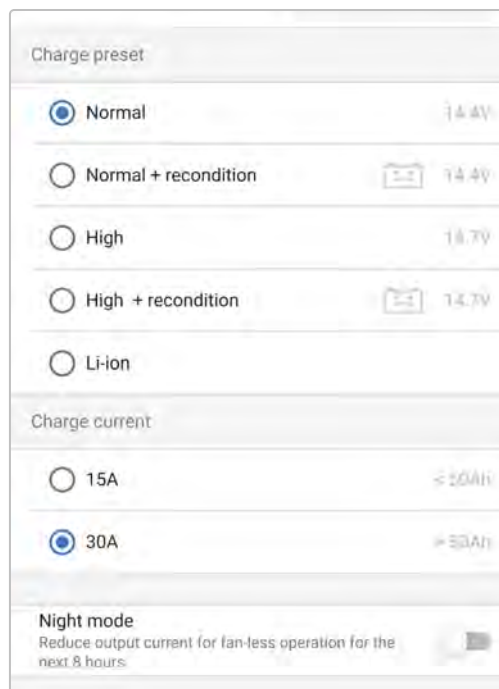 Charge preset
Normal 14.4V
Normal + recondition 14.4V
High 14.7V
High + recondition 14.7V
Li-ion
Charge current
15A
30A
Night mode
Reduce output current for fan-less operation for the
next 8 hours.